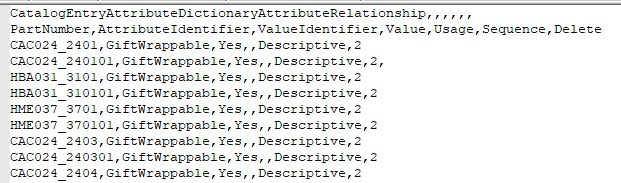 CatalogEntryAttributeDictionaryAttributeRelationship,,,,,,
PartNumber,AttributeIdentifier,ValueIdentifier,Value,Usage,Sequence,Delete
CAC024_2401,GiftWrappable,Yes,,Descriptive,2
CAC024_240101,GiftWrappable,Yes,,Descriptive,2,
HBA031_3101,GiftWrappable,Yes,,Descriptive,2
HBA031_310101,GiftWrappable,Yes,,Descriptive,2
HME037_3701,GiftWrappable,Yes,,Descriptive,2
HME037_370101,GiftWrappable,Yes,,Descriptive,2
CAC024_2403,GiftWrappable,Yes,,Descriptive,2
CAC024_240301,GiftWrappable,Yes,,Descriptive,2
CAC024_2404,GiftWrappable,Yes,,Descriptive,2